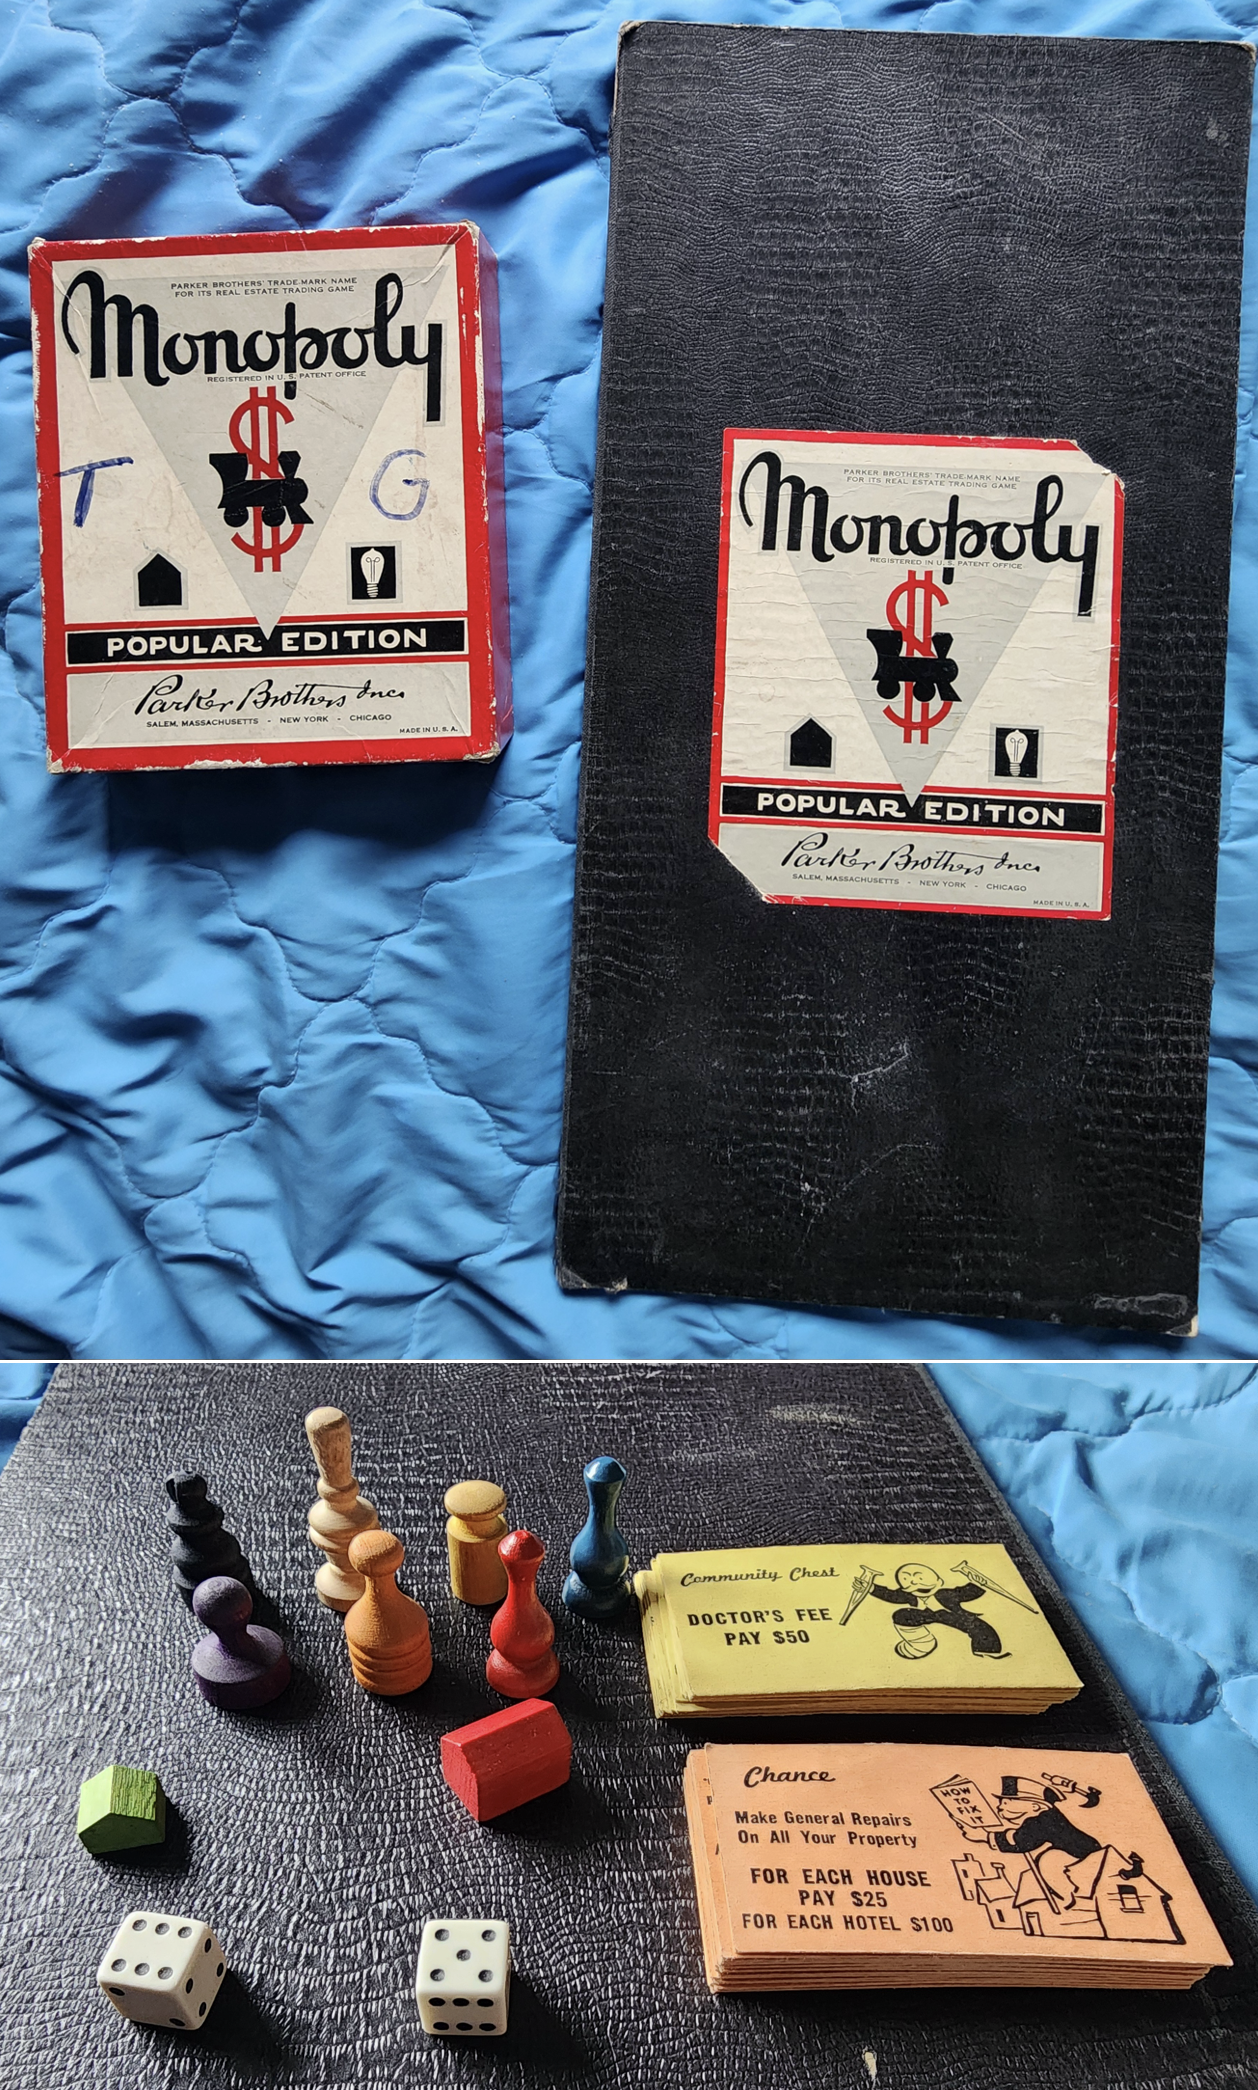 PARKER BROTHERS' TRADE-MARK NAME
FOR ITS REAL ESTATE TRADING GAME
Monopoly
REGISTERED IN U. S. PATENT OFFICE
T G
POPULAR EDITION
Parker Brothers Inc.
SALEM, MASSACHUSETTS - NEW YORK - CHICAGO
MADE IN U. S. A.
PARKER BROTHERS' TRADE-MARK NAME
FOR ITS REAL ESTATE TRADING GAME
Monopoly
REGISTERED IN U. S. PATENT OFFICE
POPULAR EDITION
Parker Brothers Inc.
SALEM, MASSACHUSETTS - NEW YORK - CHICAGO
MADE IN U. S. A.
Community Chest
DOCTOR'S FEE
PAY $50
Chance
HOW
TO
FIX
IT
Make General Repairs
On All Your Property
FOR EACH HOUSE
PAY $25
FOR EACH HOTEL $100